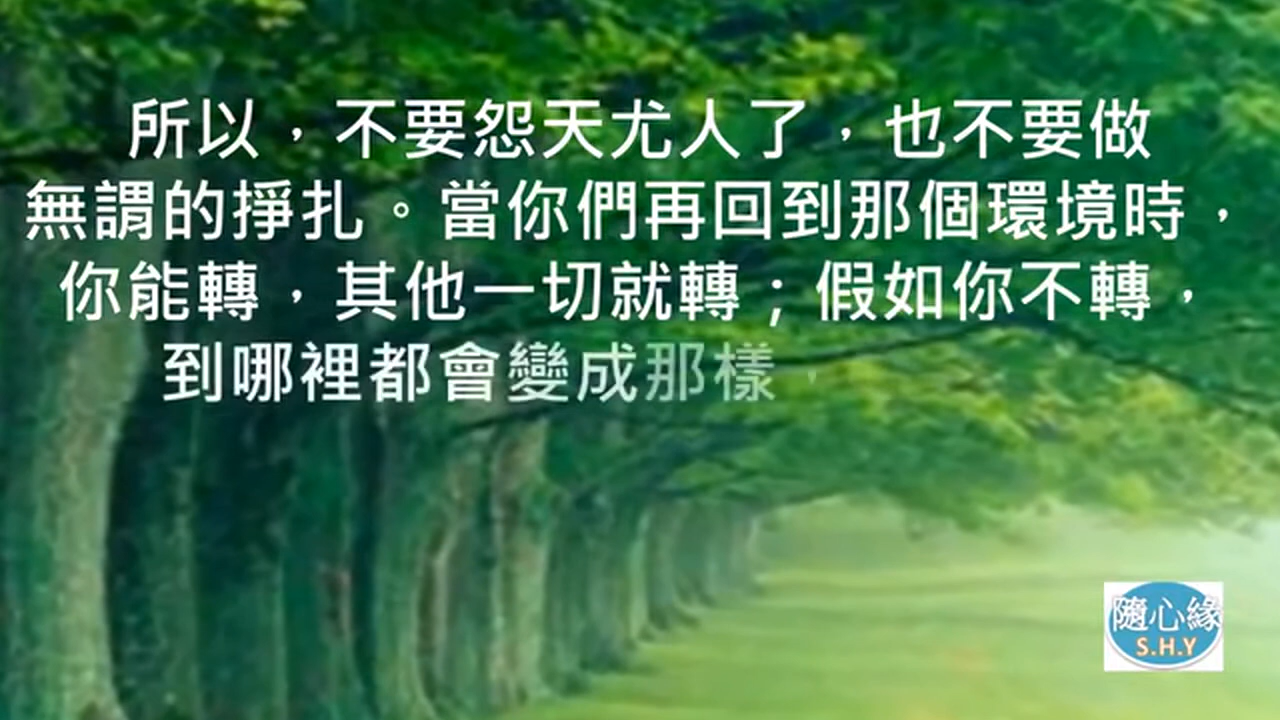 所以，不要怨天尤人了，也不要做
無謂的掙扎。當你們再回到那個環境時，
你能轉，其他一切就轉；假如你不轉，
到哪裡都會變成那樣，
隨心緣
S.H.Y